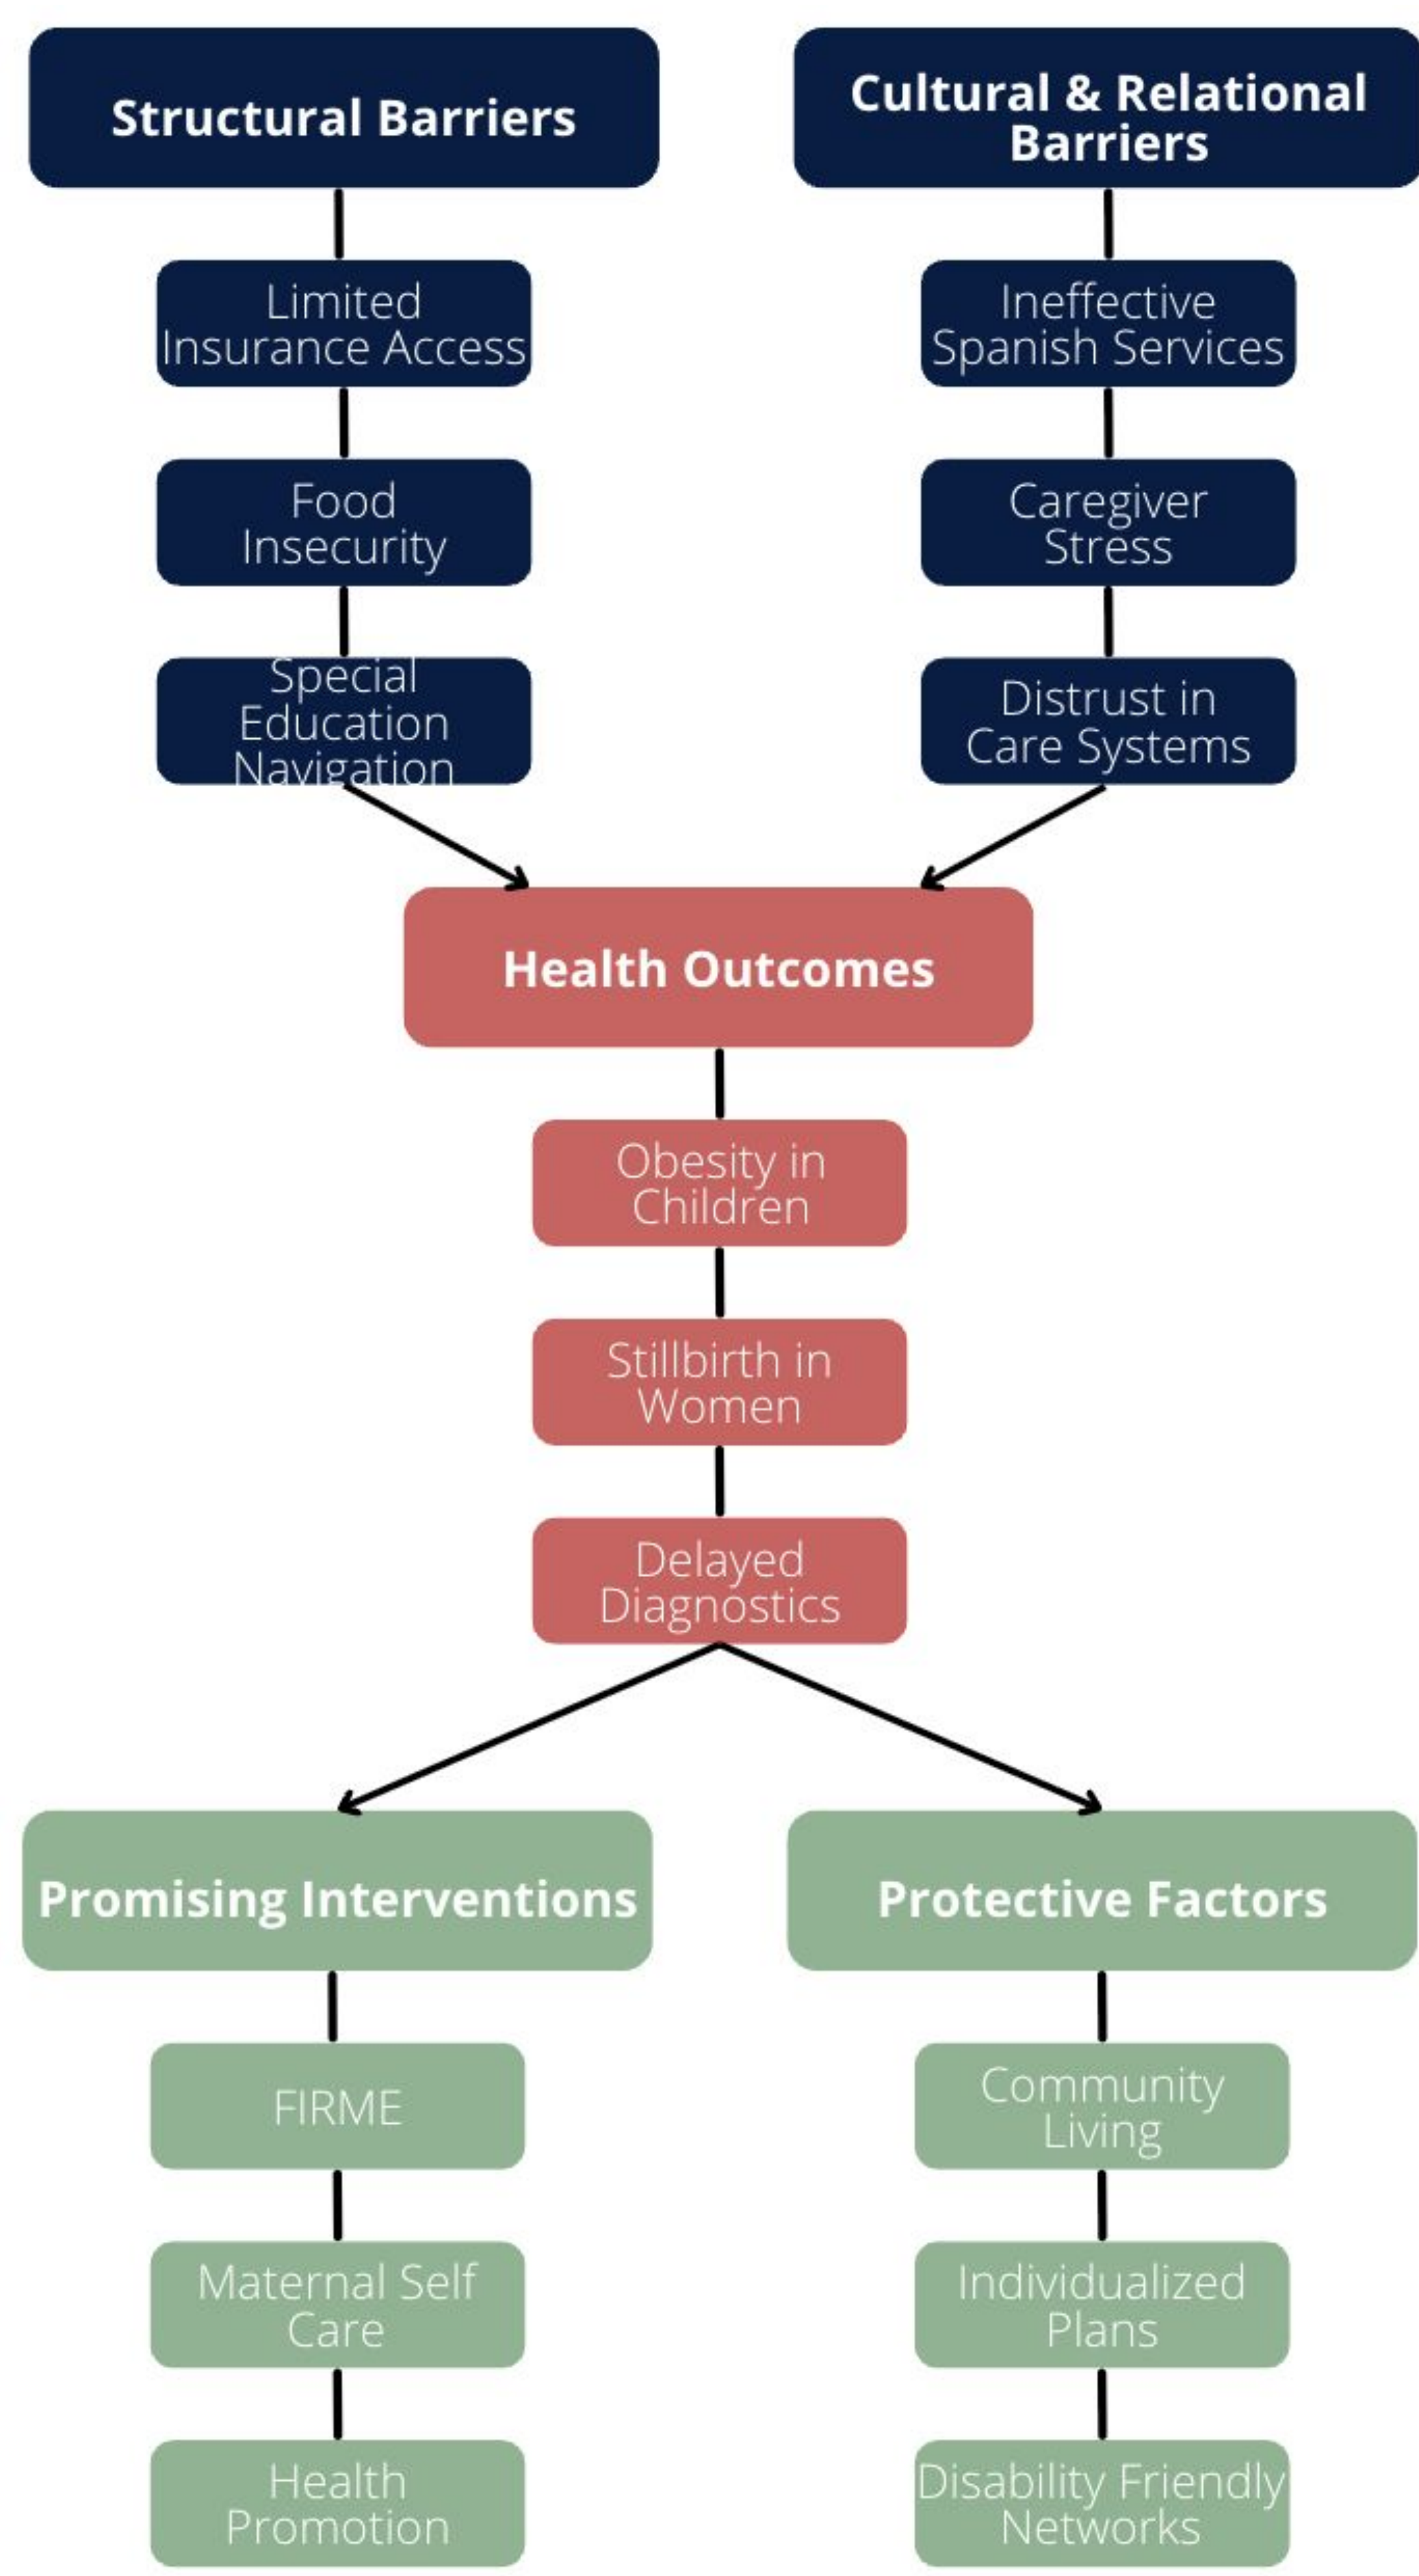 Structural Barriers
Limited
Insurance Access
Food
Insecurity
Special
Education
Navigation
Cultural & Relational
Barriers
Ineffective
Spanish Services
Caregiver
Stress
Distrust in
Care Systems
Health Outcomes
Obesity in
Children
Stillbirth in
Women
Delayed
Diagnostics
Promising Interventions
FIRME
Maternal Self
Care
Health
Promotion
Protective Factors
Community
Living
Individualized
Plans
Disability Friendly
Networks